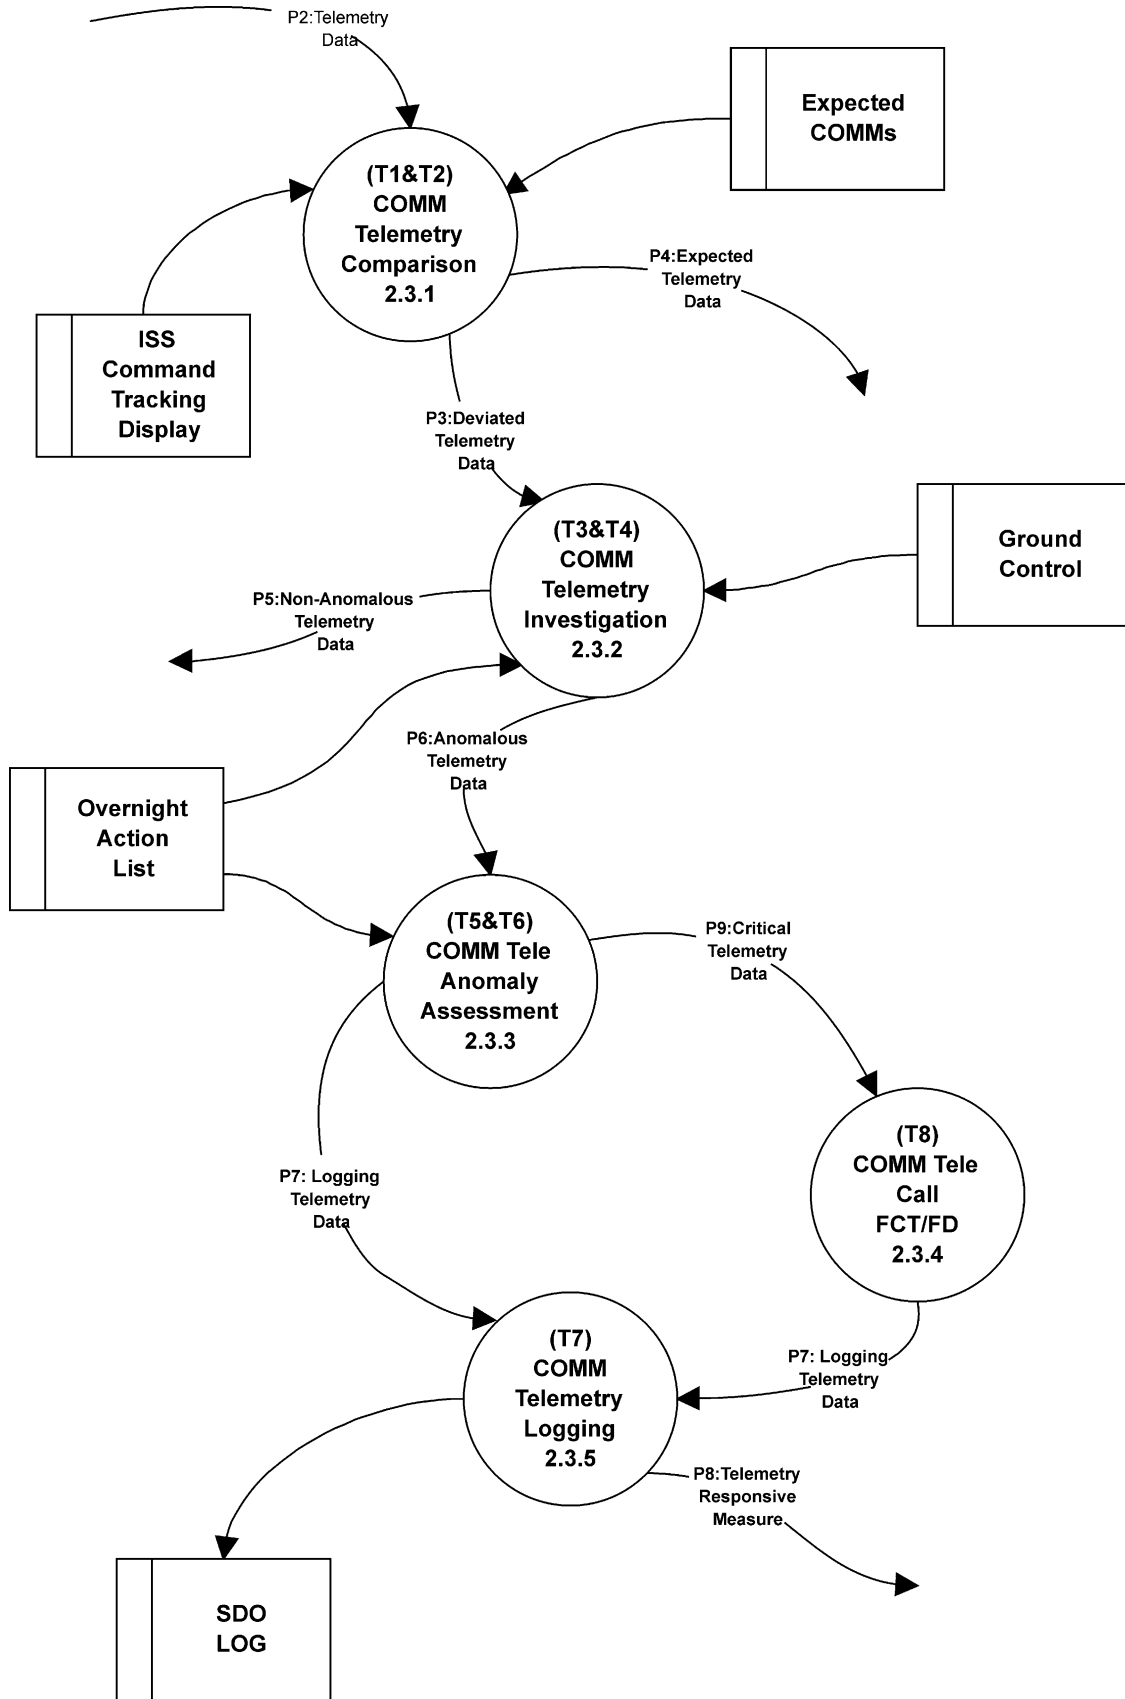 P2:Telemetry
Data
Expected
COMMs
(T1&T2)
COMM
Telemetry
Comparison
2.3.1
P4:Expected
Telemetry
Data
ISS
Command
Tracking
Display
P3:Deviated
Telemetry
Data
(T3&T4)
COMM
Telemetry
Investigation
2.3.2
Ground
Control
P5:Non-Anomalous
Telemetry
Data
P6:Anomalous
Telemetry
Data
Overnight
Action
List
(T5&T6)
COMM Tele
Anomaly
Assessment
2.3.3
P9:Critical
Telemetry
Data
(T8)
COMM Tele
Call
FCT/FD
2.3.4
P7: Logging
Telemetry
Data
(T7)
COMM
Telemetry
Logging
2.3.5
P7: Logging
Telemetry
Data
P8:Telemetry
Responsive
Measure
SDO
LOG